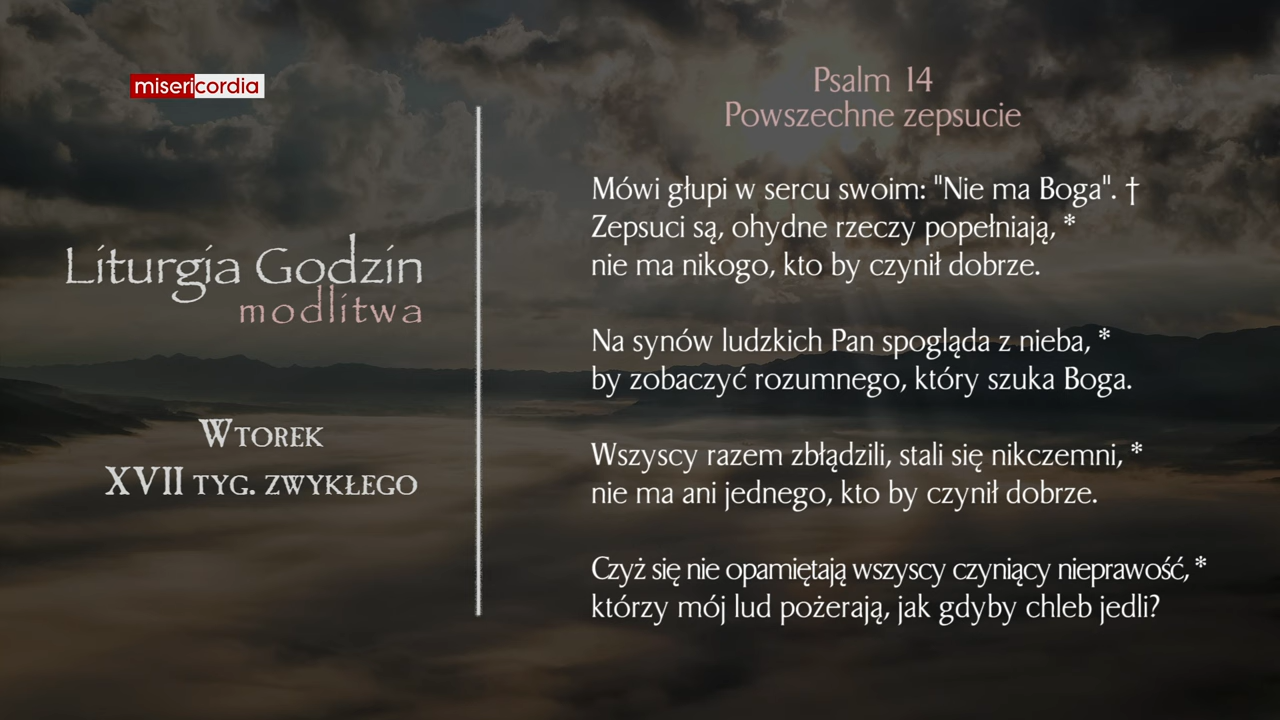 misericordia
Liturgia Godzin
modlitwa
Wtorek
XVII tyg. zwykłego
Psalm 14
Powszechne zepsucie
Mówi głupi w sercu swoim: "Nie ma Boga". †
Zepsuci są, ohydne rzeczy popełniają, *
nie ma nikogo, kto by czynił dobrze.
Na synów ludzkich Pan spogląda z nieba, *
by zobaczyć rozumnego, który szuka Boga.
Wszyscy razem zbłądzili, stali się nikczemni, *
nie ma ani jednego, kto by czynił dobrze.
Czyż się nie opamiętają wszyscy czyniący nieprawość, *
którzy mój lud pożerają, jak gdyby chleb jedli?